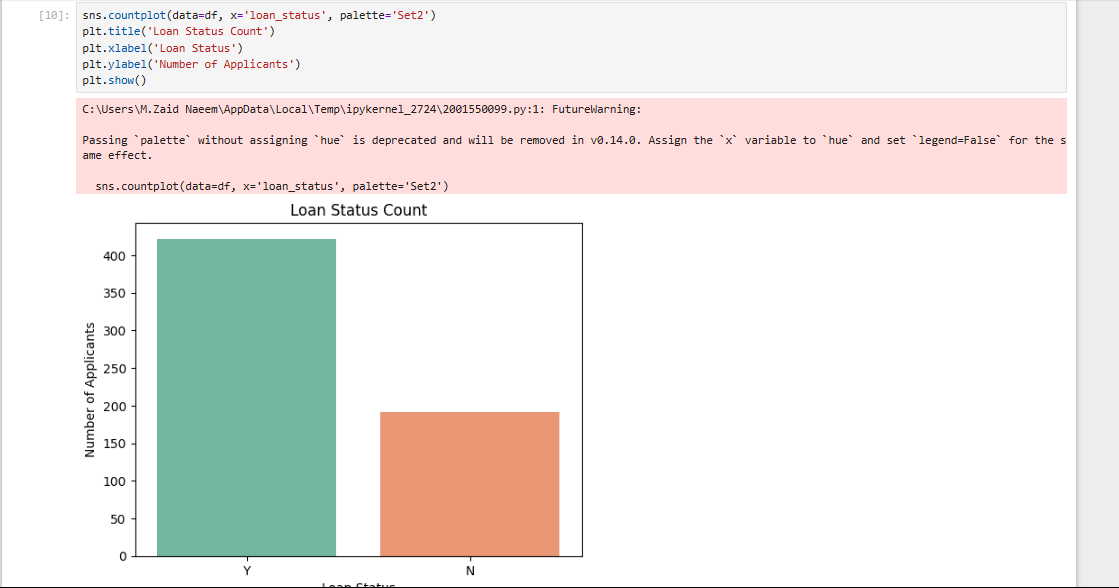 [10]: sns.countplot(data=df, x='loan_status', palette='Set2')
plt.title('Loan Status Count')
plt.xlabel('Loan Status')
plt.ylabel('Number of Applicants')
plt.show()
C:\Users\M.Zaid Naeem\AppData\Local\Temp\ipykernel_2724\2001550099.py:1: FutureWarning:
Passing `palette` without assigning `hue` is deprecated and will be removed in v0.14.0. Assign the `x` variable to `hue` and set `legend=False` for the s
ame effect.
sns.countplot(data=df, x='loan_status', palette='Set2')
Loan Status Count
Number of Applicants
400
350
300
250
200
150
100
50
0
Y N
Loan Status